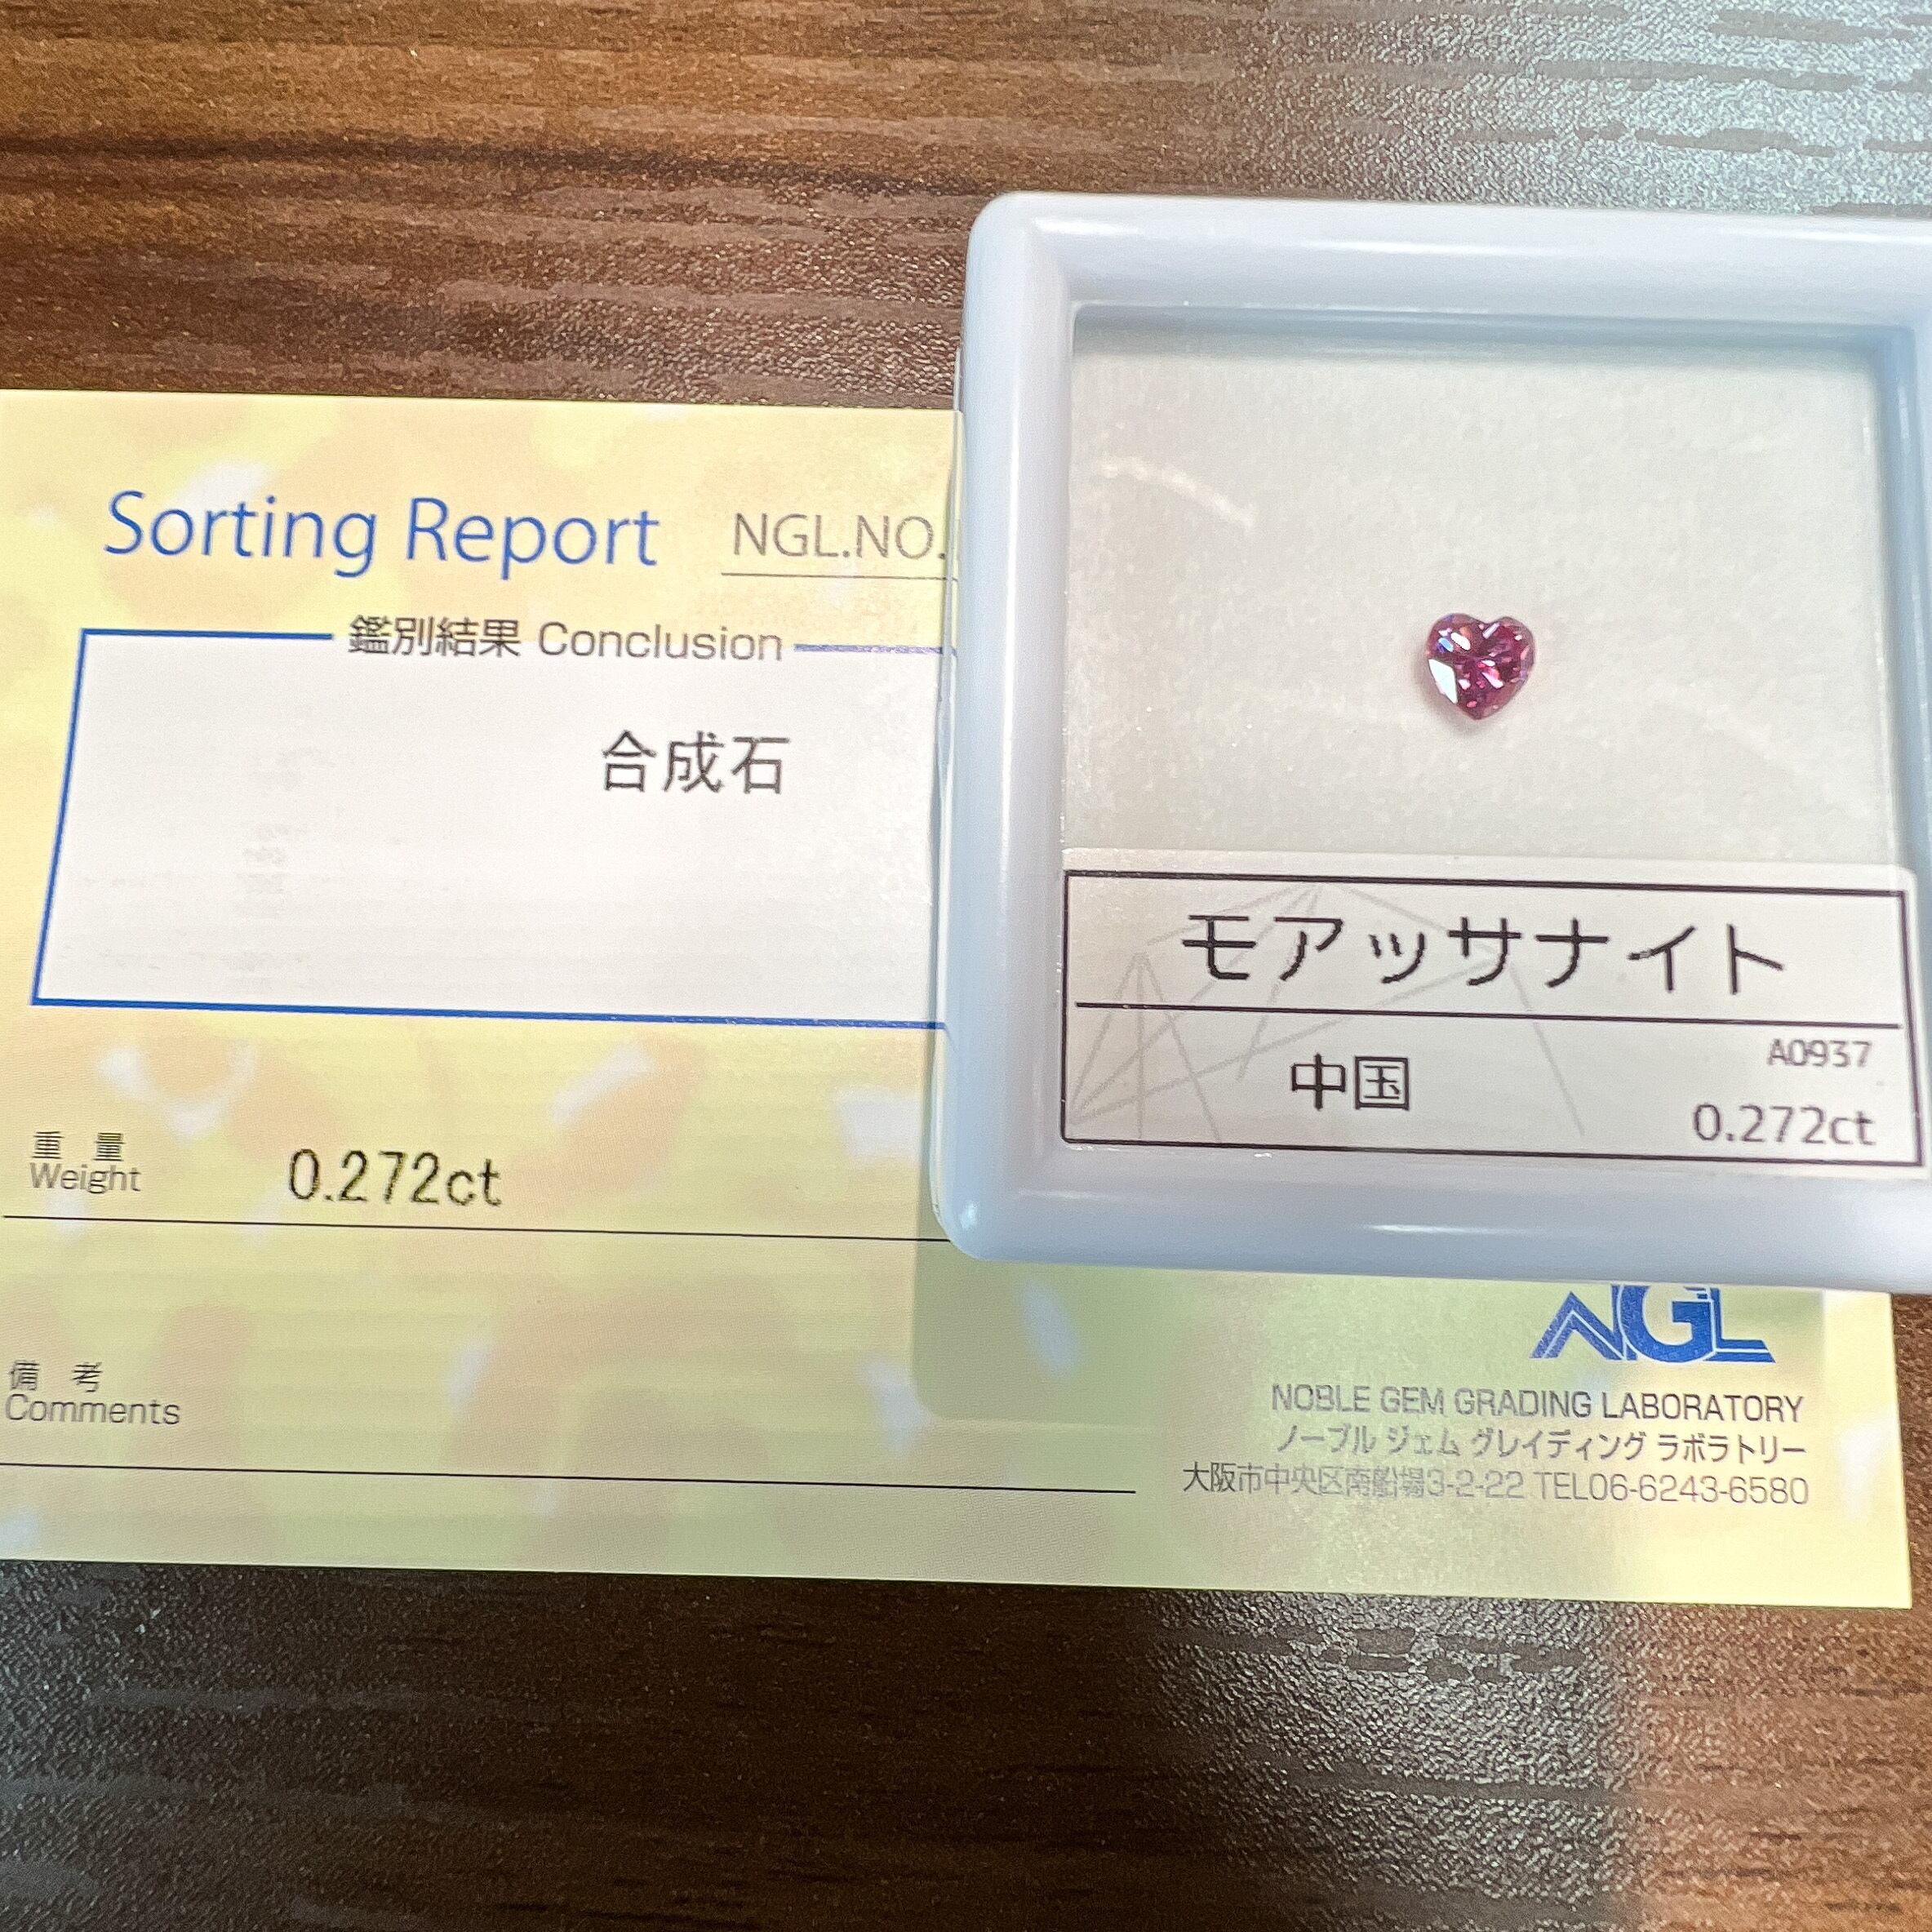 Sorting Report
NGL.NO.
鑑別結果 Conclusion
合成石
重 量
Weight
0.272ct
備 考
Comments
モアッサナイト
中国
A0937
0.272ct
NGL
NOBLE GEM GRADING LABORATORY
ノーブル ジェム グレイディング ラボラトリー
大阪市中央区南船場3-2-22 TEL06-6243-6580